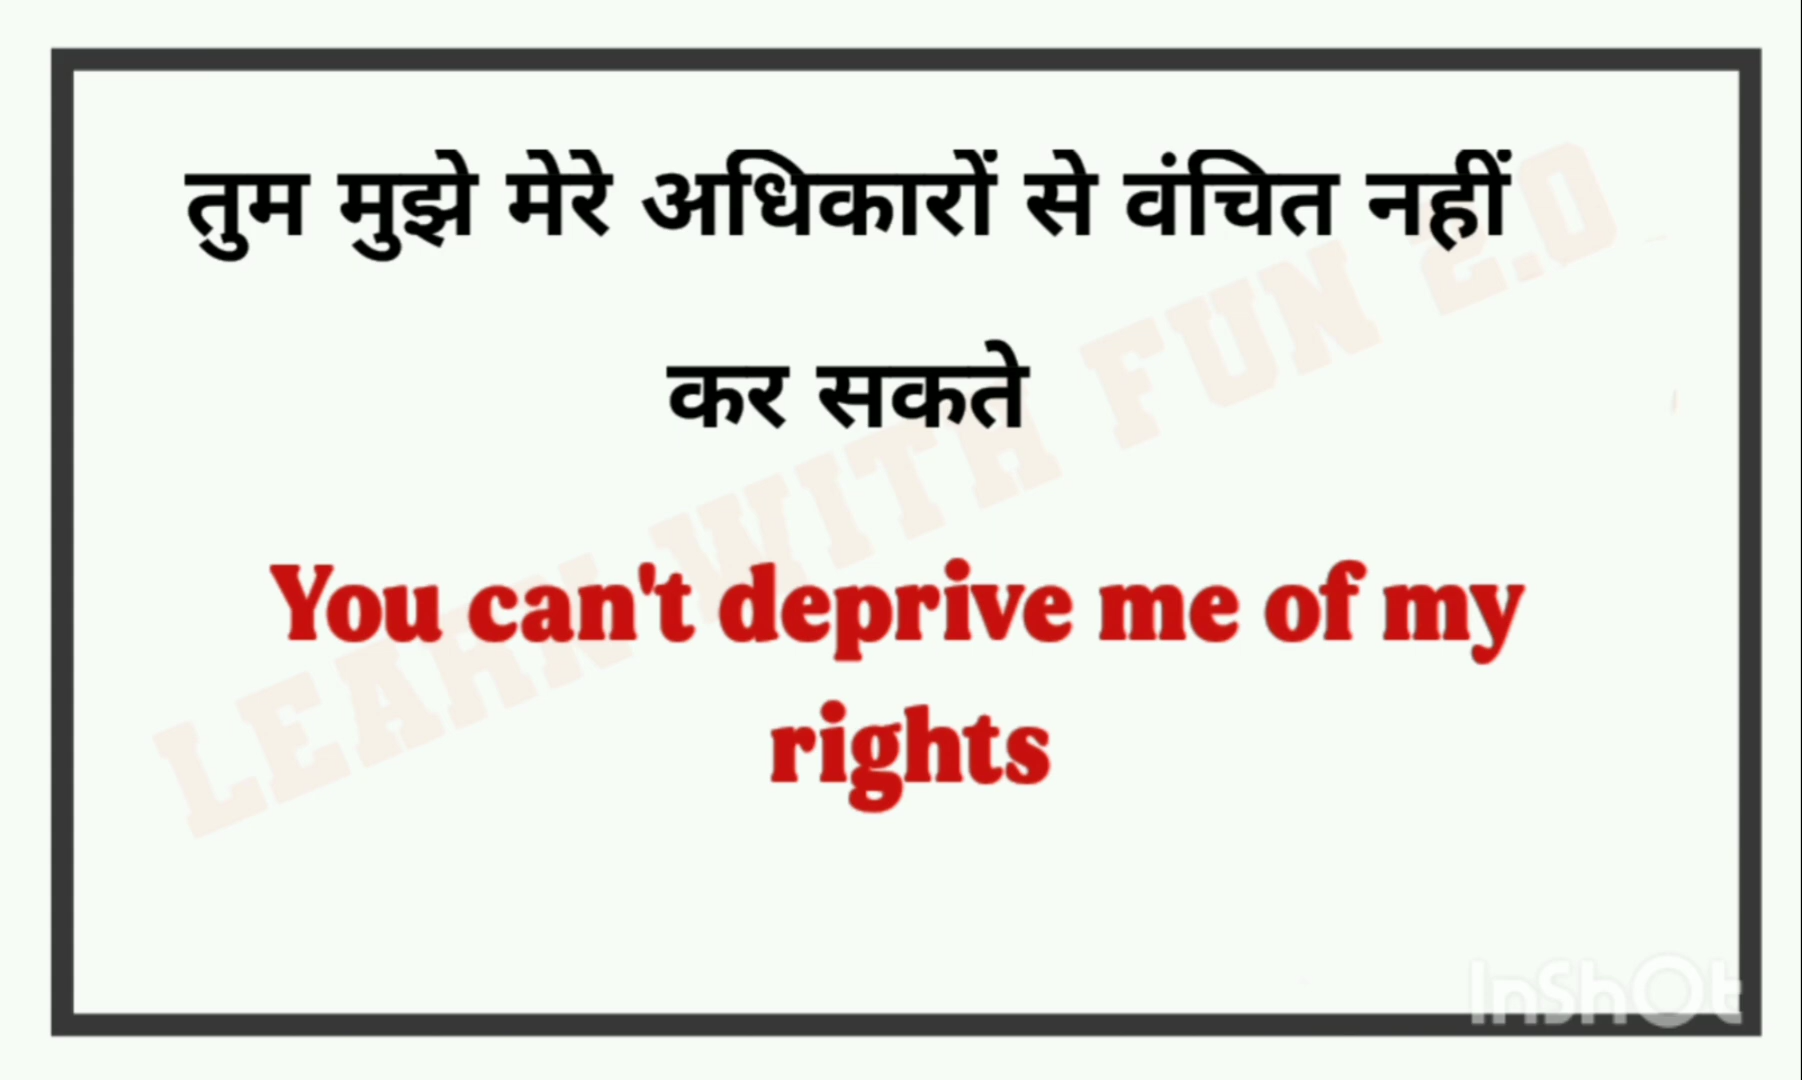 तुम मुझे मेरे अधिकारों से वंचित नहीं
कर सकते
LEARN WITH FUN 2.0
You can't deprive me of my
rights
InShOt